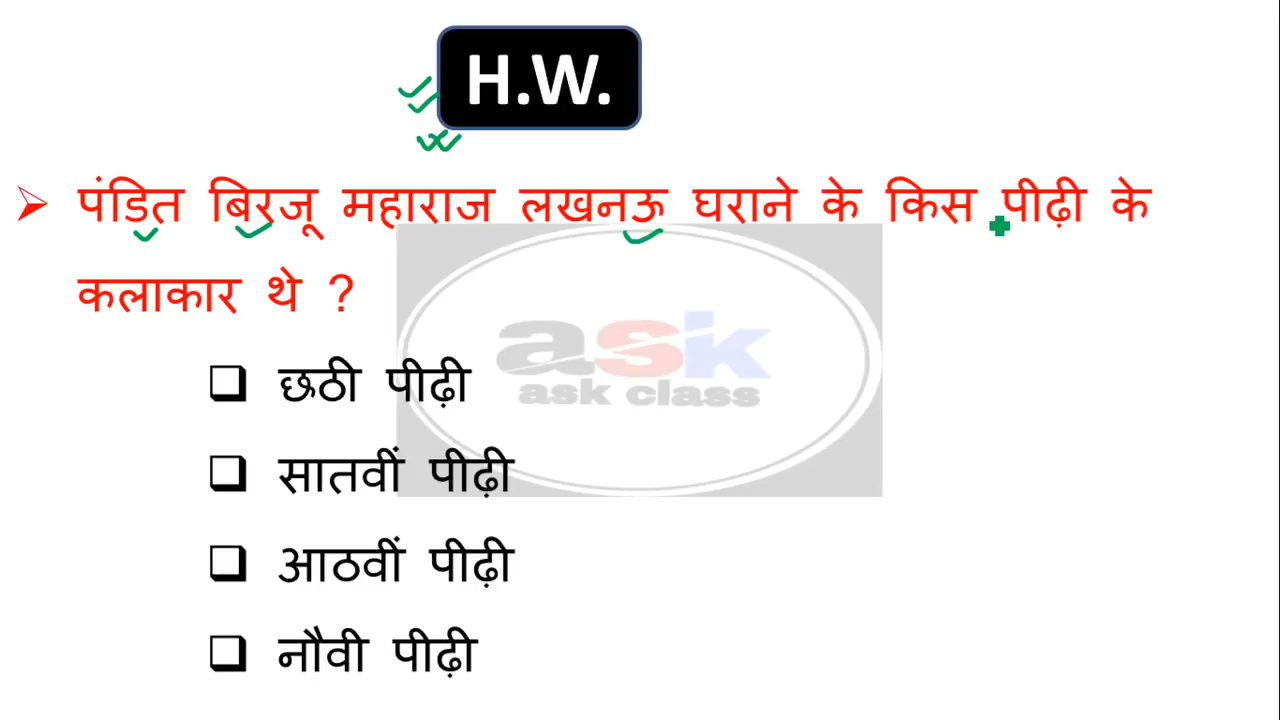 H.W.
➢ पंडित बिरजू महाराज लखनऊ घराने के किस पीढ़ी के
कलाकार थे ?
❑ छठी पीढ़ी
❑ सातवीं पीढ़ी
❑ आठवीं पीढ़ी
❑ नौवी पीढ़ी
ask
ask class